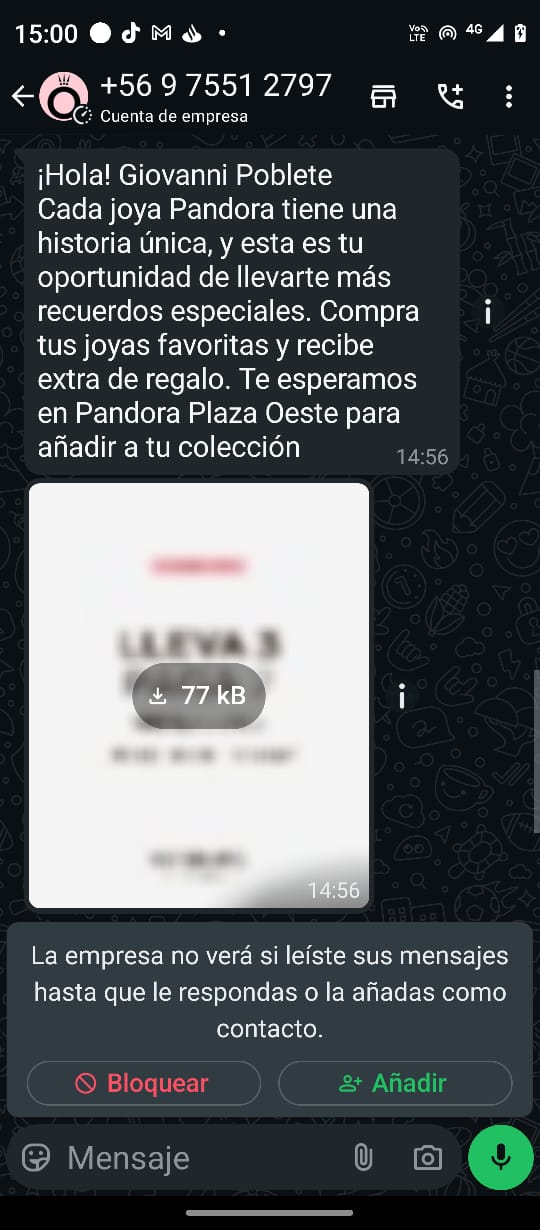 15:00
VoD LTE
4G
+56 9 7551 2797
Cuenta de empresa
¡Hola! Giovanni Poblete
Cada joya Pandora tiene una
historia única, y esta es tu
oportunidad de llevarte más
recuerdos especiales. Compra
tus joyas favoritas y recibe
extra de regalo. Te esperamos
en Pandora Plaza Oeste para
añadir a tu colección
14:56
LLEVA 3
77 kB
14:56
La empresa no verá si leíste sus mensajes
hasta que le respondas o la añadas como
contacto.
Bloquear
Añadir
Mensaje